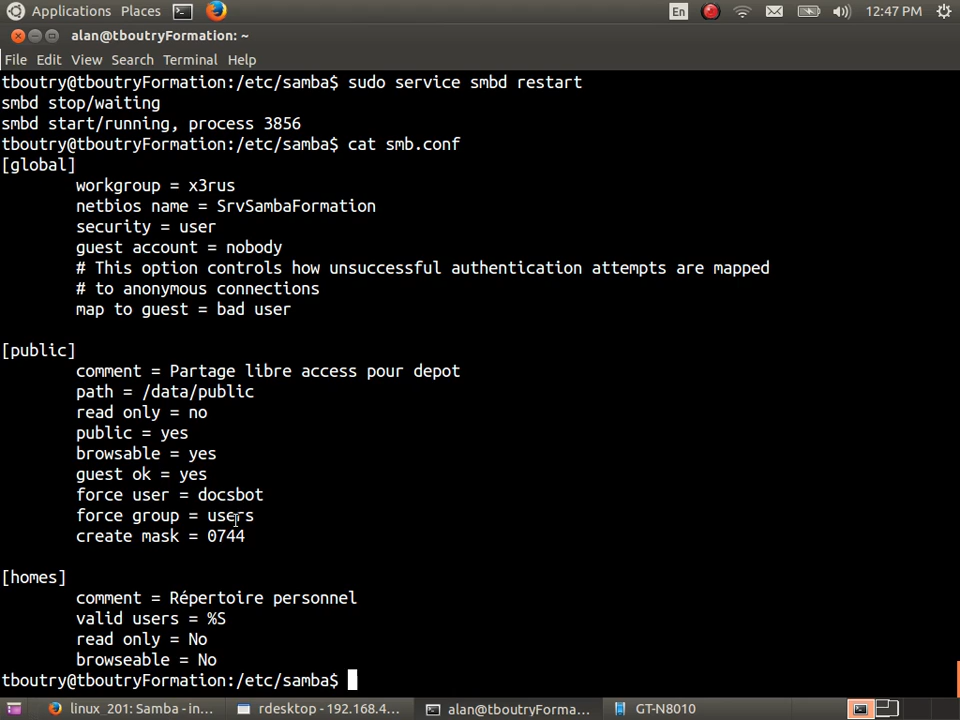 Applications Places En 12:47 PM
alan@tboutryFormation: ~
File Edit View Search Terminal Help
tboutry@tboutryFormation:/etc/samba$ sudo service smbd restart
smbd stop/waiting
smbd start/running, process 3856
tboutry@tboutryFormation:/etc/samba$ cat smb.conf
[global]
workgroup = x3rus
netbios name = SrvSambaFormation
security = user
guest account = nobody
# This option controls how unsuccessful authentication attempts are mapped
# to anonymous connections
map to guest = bad user
[public]
comment = Partage libre access pour depot
path = /data/public
read only = no
public = yes
browsable = yes
guest ok = yes
force user = docsbot
force group = users
create mask = 0744
[homes]
comment = Répertoire personnel
valid users = %S
read only = No
browseable = No
tboutry@tboutryFormation:/etc/samba$
linux_201: Samba - in... rdesktop - 192.168.4... alan@tboutryForma... GT-N8010